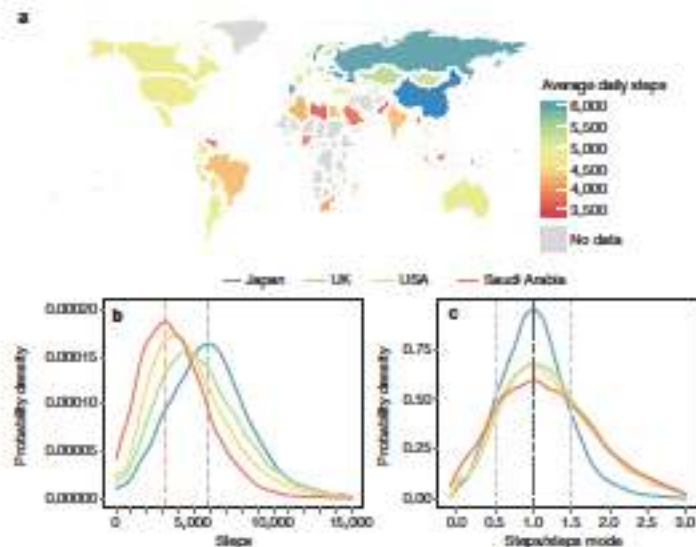 a
Average daily steps
6,000
5,500
5,000
4,500
4,000
3,500
No data
Japan UK USA Saudi Arabia
b
Probability density
0.00020
0.00015
0.00010
0.00005
0.00000
0 5,000 10,000 15,000
Steps
c
Probability density
0.75
0.50
0.25
0.00
0.0 0.5 1.0 1.5 2.0 2.5 3.0
Steps/steps mode